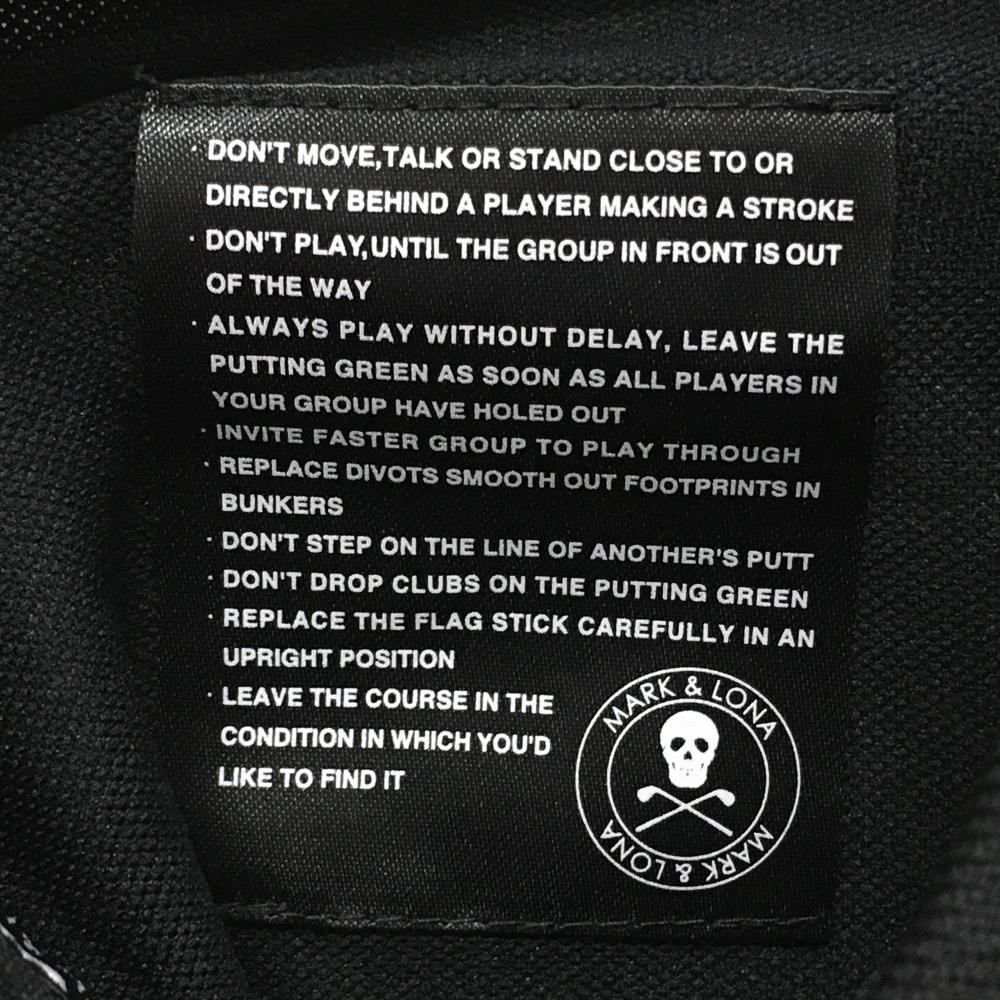 · DON'T MOVE,TALK OR STAND CLOSE TO OR
DIRECTLY BEHIND A PLAYER MAKING A STROKE
· DON'T PLAY,UNTIL THE GROUP IN FRONT IS OUT
OF THE WAY
· ALWAYS PLAY WITHOUT DELAY, LEAVE THE
PUTTING GREEN AS SOON AS ALL PLAYERS IN
YOUR GROUP HAVE HOLED OUT
· INVITE FASTER GROUP TO PLAY THROUGH
· REPLACE DIVOTS SMOOTH OUT FOOTPRINTS IN
BUNKERS
· DON'T STEP ON THE LINE OF ANOTHER'S PUTT
· DON'T DROP CLUBS ON THE PUTTING GREEN
· REPLACE THE FLAG STICK CAREFULLY IN AN
UPRIGHT POSITION
· LEAVE THE COURSE IN THE
CONDITION IN WHICH YOU'D
LIKE TO FIND IT
MARK & LONA
MARK & LONA